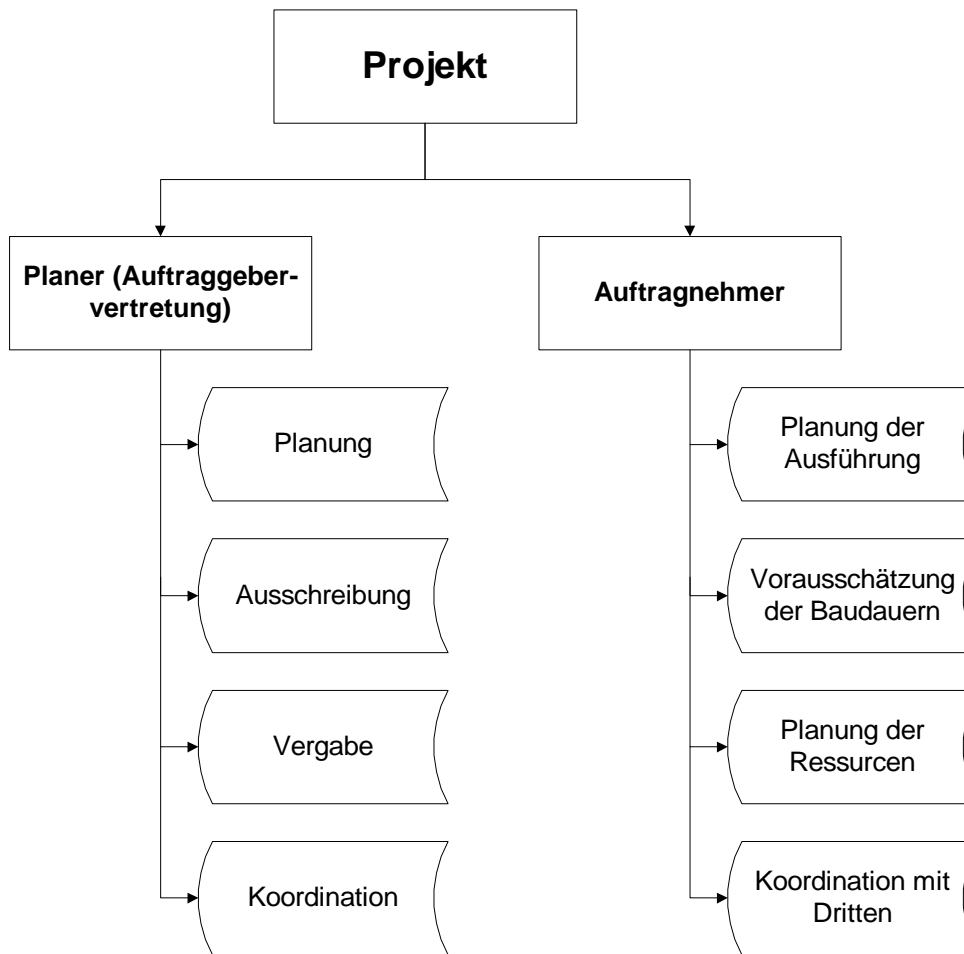 Projekt
Planer (Auftraggeber-
vertretung)
Auftragnehmer
Planung
Ausschreibung
Vergabe
Koordination
Planung der
Ausführung
Vorausschätzung
der Baudauern
Planung der
Ressurcen
Koordination mit
Dritten